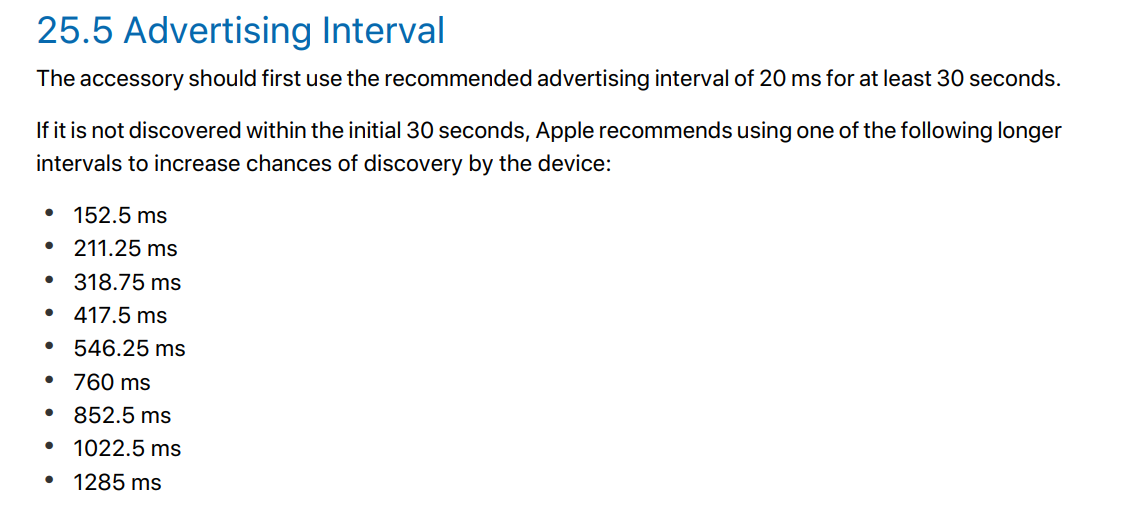 25.5 Advertising Interval
The accessory should first use the recommended advertising interval of 20 ms for at least 30 seconds.
If it is not discovered within the initial 30 seconds, Apple recommends using one of the following longer
intervals to increase chances of discovery by the device:
• 152.5 ms
• 211.25 ms
• 318.75 ms
• 417.5 ms
• 546.25 ms
• 760 ms
• 852.5 ms
• 1022.5 ms
• 1285 ms